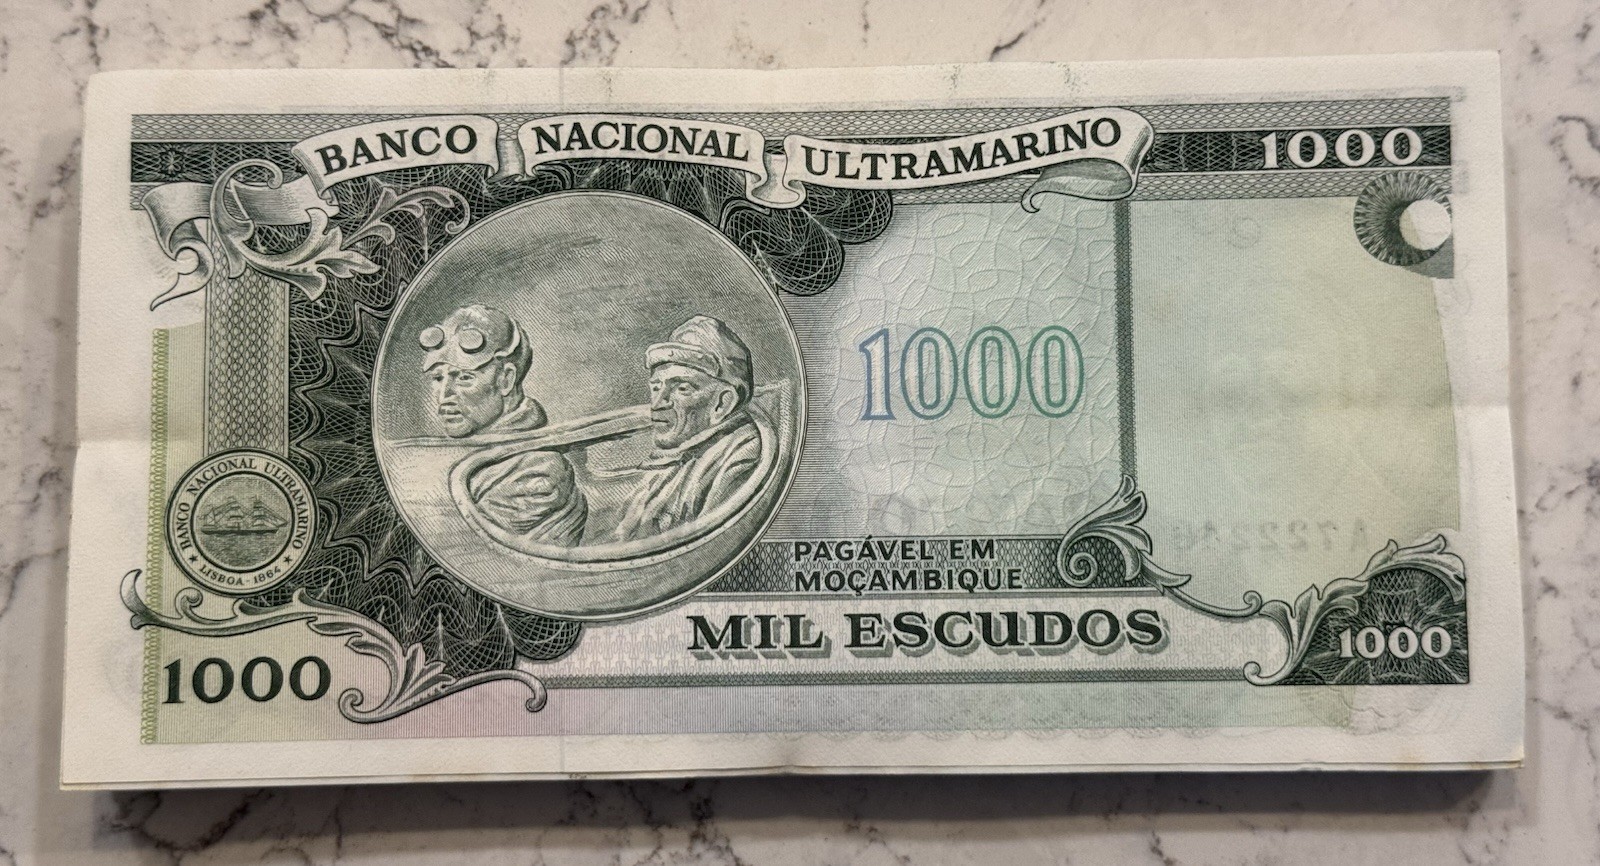 BANCO NACIONAL ULTRAMARINO
1000
1000
BANCO NACIONAL ULTRAMARINO
LISBOA - 1864
PAGÁVEL EM
MOÇAMBIQUE
MIL ESCUDOS
1000
1000